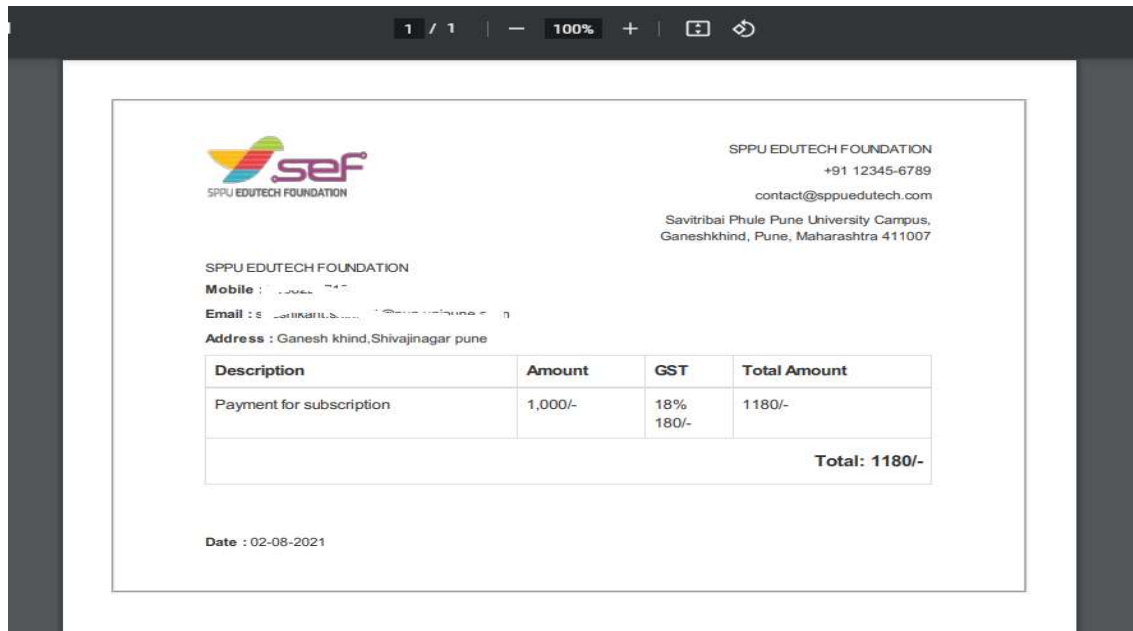 1 / 1 — 100% +
sef
SPPU EDUTECH FOUNDATION
SPPU EDUTECH FOUNDATION
+91 12345-6789
contact@sppuedutech.com
Savitribai Phule Pune University Campus,
Ganeshkhind, Pune, Maharashtra 411007
SPPU EDUTECH FOUNDATION
Mobile :
Email :
Address : Ganesh khind,Shivajinagar pune
Description Amount GST Total Amount
Payment for subscription 1,000/- 18% 1180/-
180/-
Total: 1180/-
Date : 02-08-2021